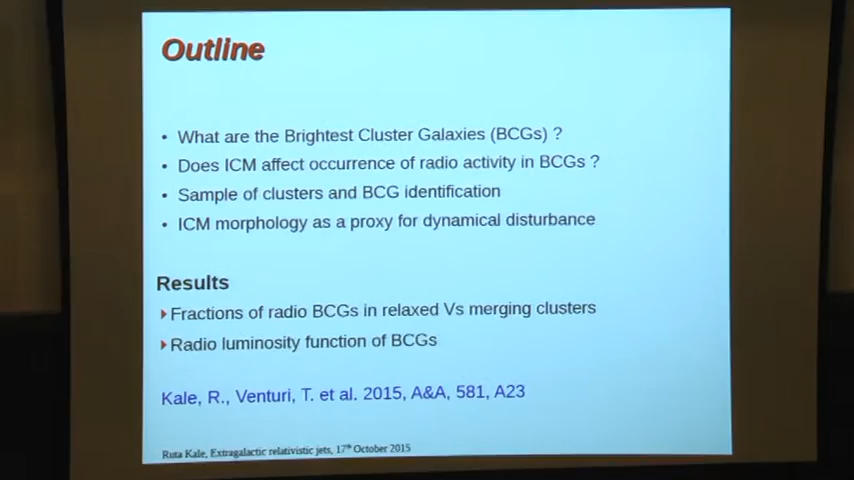 Outline
• What are the Brightest Cluster Galaxies (BCGs) ?
• Does ICM affect occurrence of radio activity in BCGs ?
• Sample of clusters and BCG identification
• ICM morphology as a proxy for dynamical disturbance
Results
Fractions of radio BCGs in relaxed Vs merging clusters
Radio luminosity function of BCGs
Kale, R., Venturi, T. et al. 2015, A&A, 581, A23
Ruta Kale, Extragalactic relativistic jets, 17th October 2015